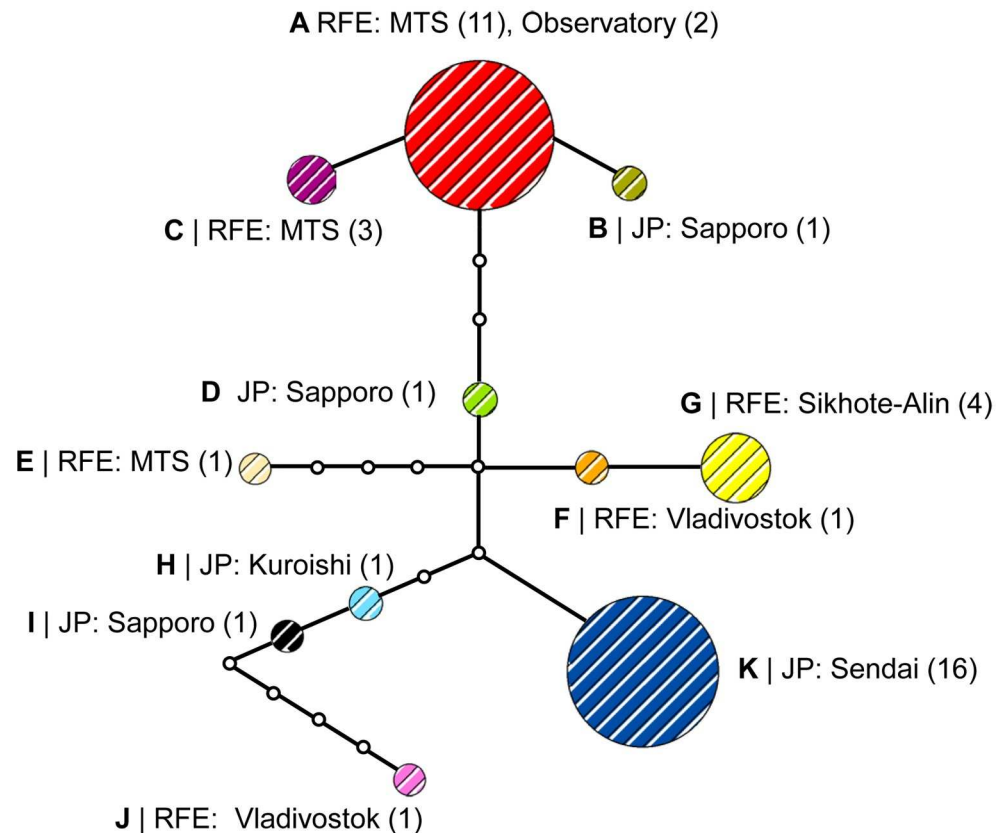 A RFE: MTS (11), Observatory (2)
C | RFE: MTS (3)
B | JP: Sapporo (1)
D JP: Sapporo (1)
G | RFE: Sikhote-Alin (4)
E | RFE: MTS (1)
F | RFE: Vladivostok (1)
H | JP: Kuroishi (1)
I | JP: Sapporo (1)
K | JP: Sendai (16)
J | RFE: Vladivostok (1)